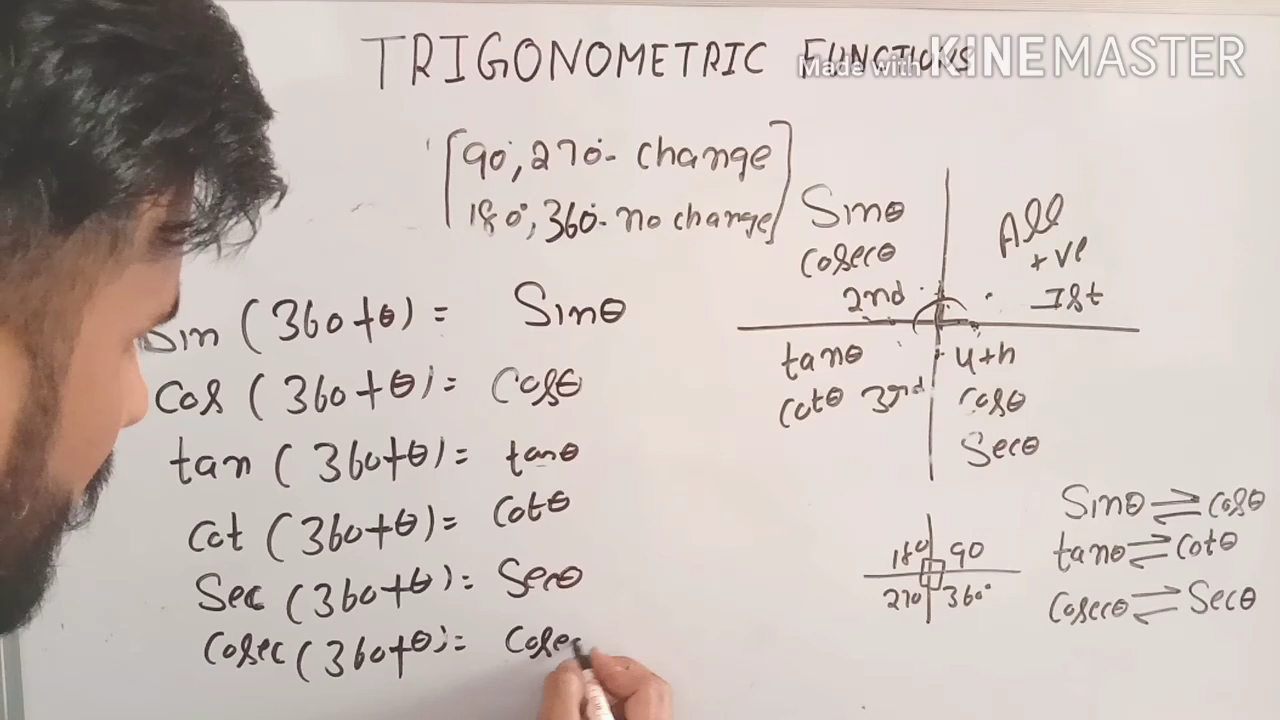 TRIGONOMETRIC FUNCTIONS
Made with KINEMASTER
[90°, 270°- change]
[180°, 360°- no change]
Sinθ
Cosecθ
2nd
All
+ve
Ist
tanθ
Cotθ 3rd
4th
Cosθ
Secθ
Sin (360+θ) = Sinθ
Cos (360+θ) = Cosθ
tan (360+θ) = tanθ
Cot (360+θ) = Cotθ
Sec (360+θ) = Secθ
Cosec (360+θ) = Cosec
180° 90
270 360°
Sinθ ⇌ Cosθ
tanθ ⇌ Cotθ
Cosecθ ⇌ Secθ